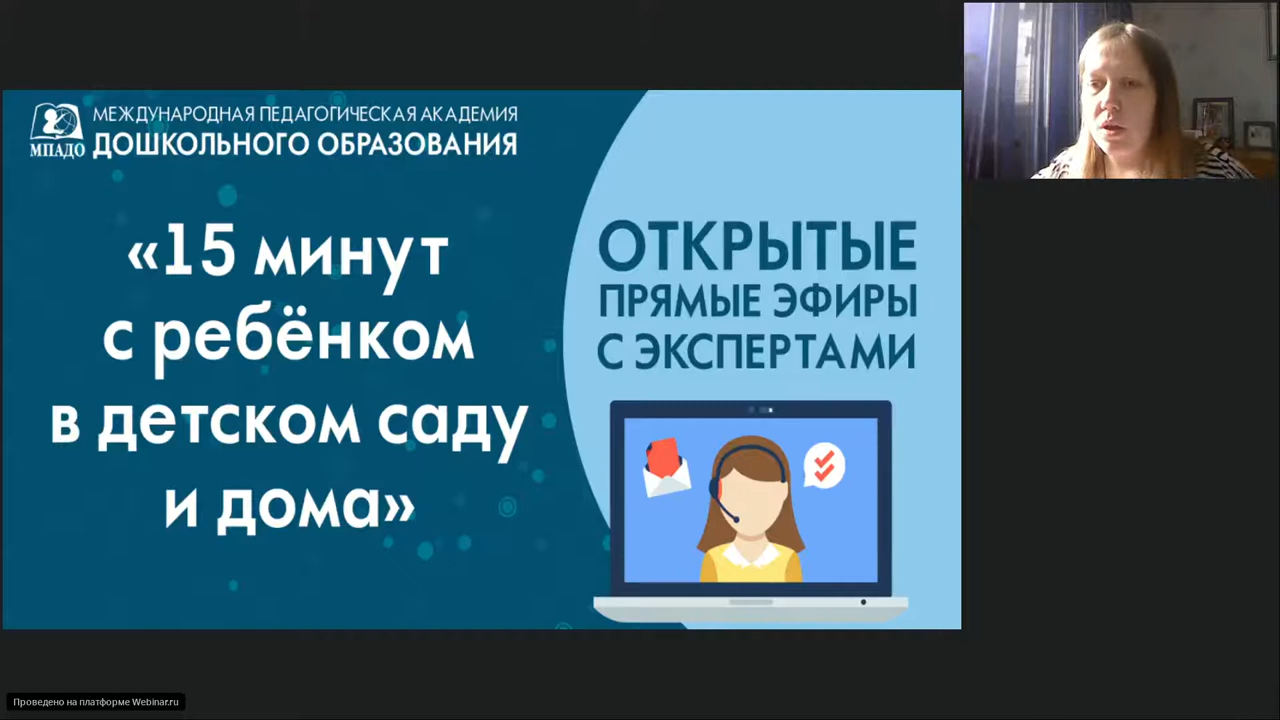 МЕЖДУНАРОДНАЯ ПЕДАГОГИЧЕСКАЯ АКАДЕМИЯ
МПАДО ДОШКОЛЬНОГО ОБРАЗОВАНИЯ
«15 минут
с ребёнком
в детском саду
и дома»
ОТКРЫТЫЕ
ПРЯМЫЕ ЭФИРЫ
С ЭКСПЕРТАМИ
Проведено на платформе Webinar.ru